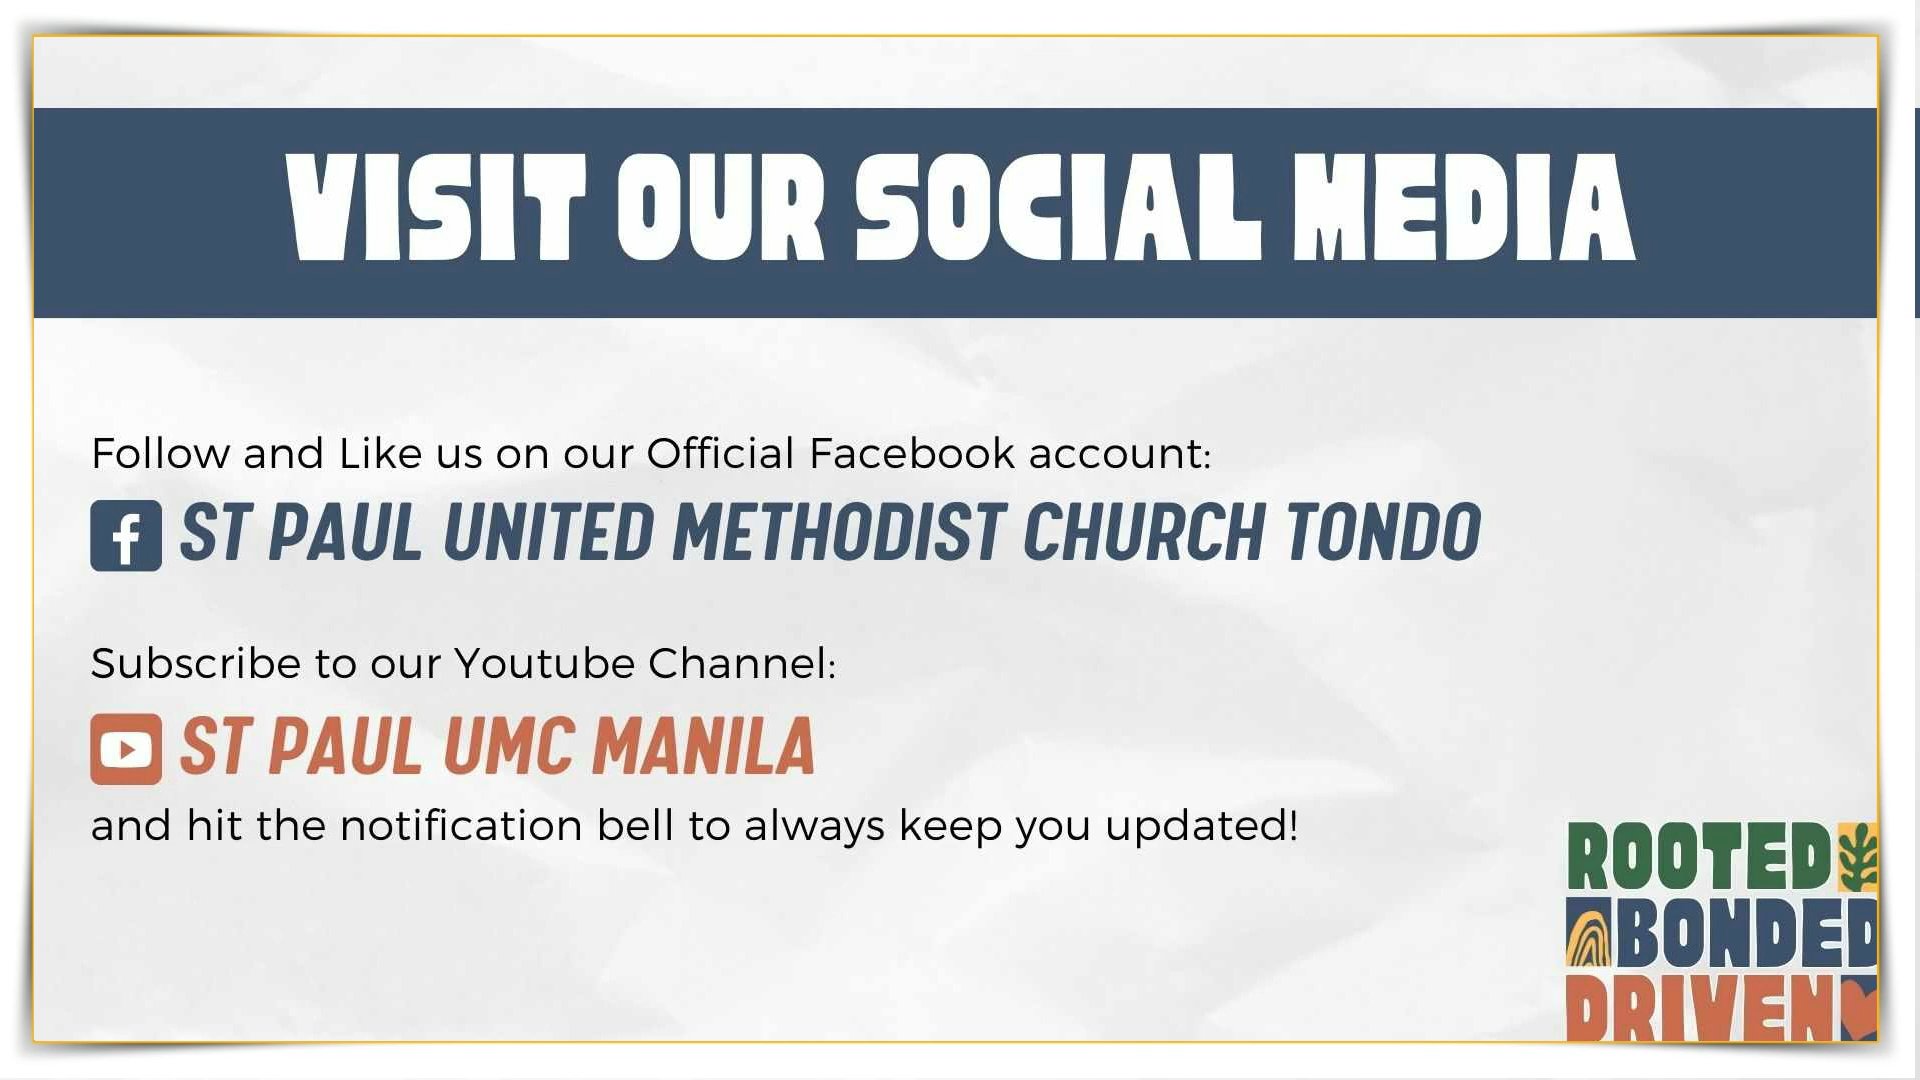 VISIT OUR SOCIAL MEDIA
Follow and Like us on our Official Facebook account:
f ST PAUL UNITED METHODIST CHURCH TONDO
Subscribe to our Youtube Channel:
ST PAUL UMC MANILA
and hit the notification bell to always keep you updated!
ROOTED
BONDED
DRIVEN